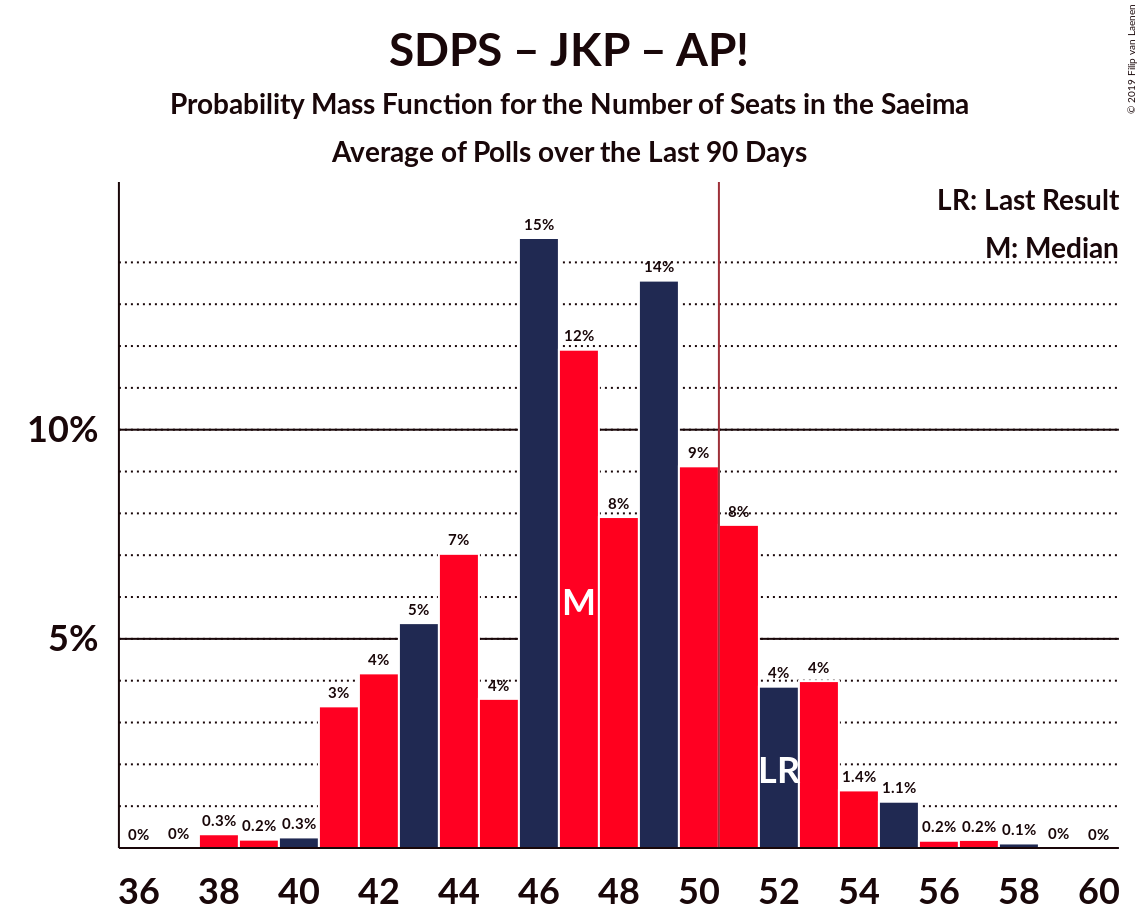 SDPS – JKP – AP!
Probability Mass Function for the Number of Seats in the Saeima
Average of Polls over the Last 90 Days
© 2019 Filip van Laenen
LR: Last Result
M: Median
15%
14%
12%
10%
9%
8%
8%
7%
M
5%
5%
4%
4%
4%
4%
3%
LR
1.4%
1.1%
0% 0% 0.3% 0.2% 0.3%
0.2% 0.2% 0.1% 0% 0%
36 38 40 42 44 46 48 50 52 54 56 58 60